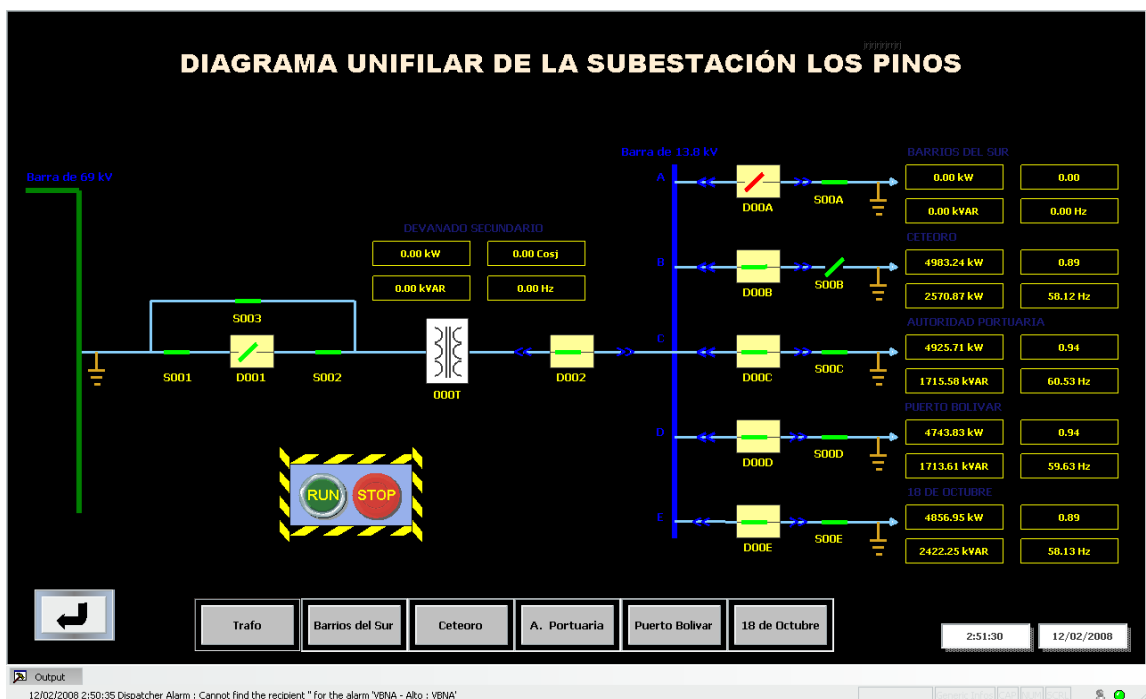 DIAGRAMA UNIFILAR DE LA SUBESTACIÓN LOS PINOS
Barra de 13.8 kV
BARRIOS DEL SUR
Barra de 69 kV
A
0.00 kW 0.00
D00A S00A
0.00 kVAR 0.00 Hz
DEVANADO SECUNDARIO
CETEORO
0.00 kW 0.00 Cosj
B
4983.24 kW 0.89
0.00 kVAR 0.00 Hz
D00B S00B
2570.87 kW 58.12 Hz
S003
AUTORIDAD PORTUARIA
C
4925.71 kW 0.94
S001 D001 S002
D002
D00C S00C
1715.58 kVAR 60.53 Hz
000T
PUERTO BOLIVAR
D
4743.83 kW 0.94
D00D S00D
1713.61 kVAR 59.63 Hz
RUN STOP
18 DE OCTUBRE
E
4856.95 kW 0.89
D00E S00E
2422.25 kVAR 58.13 Hz
Trafo Barrios del Sur Ceteoro A. Portuaria Puerto Bolivar 18 de Octubre
2:51:30 12/02/2008
Output
12/02/2008 2:50:35 Dispatcher Alarm : Cannot find the recipient '' for the alarm 'VBNA - Alto : VBNA'
Generic Infos CAP NUM SCRL